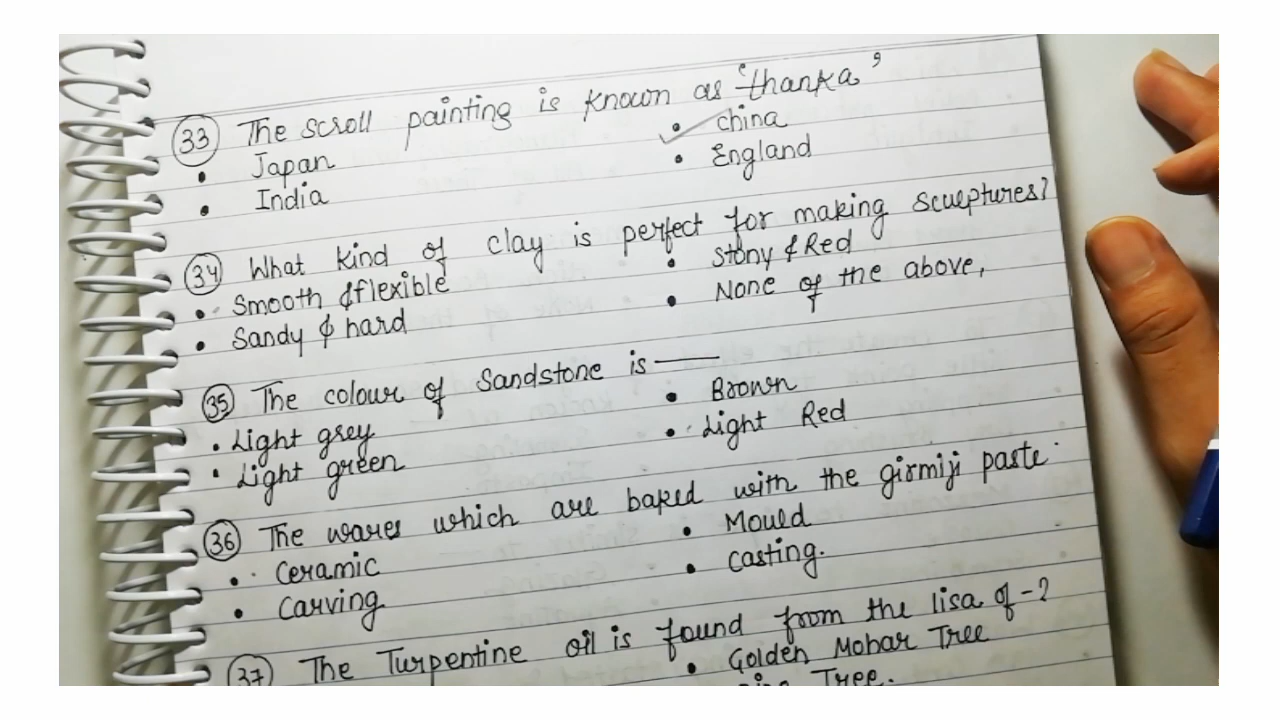 33 The scroll painting is known as 'thanka'
• Japan • china
• India • England
34 What kind of clay is perfect for making sculptures?
• Smooth & flexible • Stony & Red
• Sandy & hard • None of the above,
35 The colour of Sandstone is ——
• Light grey • Brown
• Light green • Light Red
36 The wares which are baked with the girmiji paste.
• Ceramic • Mould
• Carving • Casting.
37 The Turpentine oil is found from the lisa of -?
• Golden Mohar Tree
Tree.